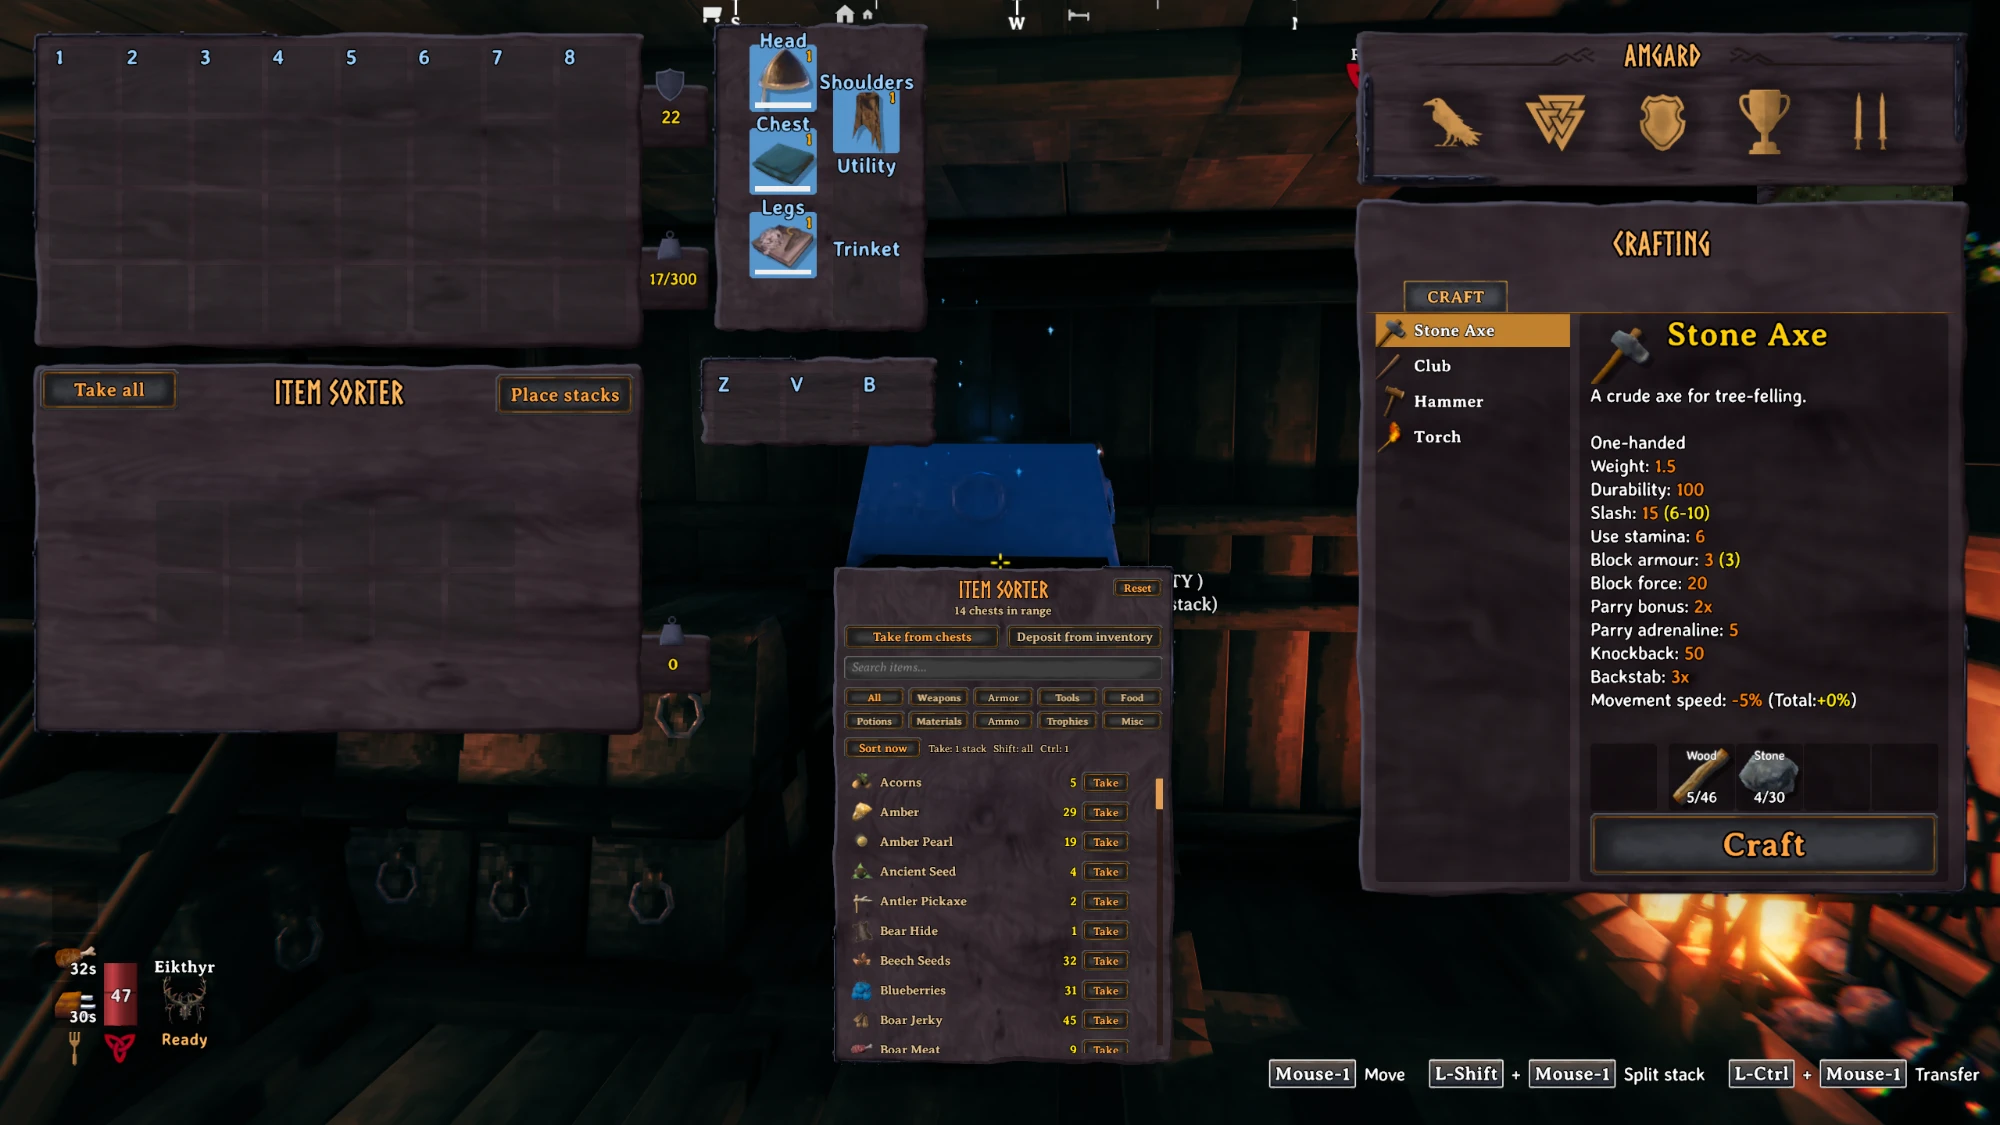 S
W
1 2 3 4 5 6 7 8
22
17/300
Head
1
Shoulders
1
Chest
1
Utility
Legs
1
Trinket
AMGARD
CRAFTING
CRAFT
Stone Axe
Club
Hammer
Torch
Stone Axe
A crude axe for tree-felling.
One-handed
Weight: 1.5
Durability: 100
Slash: 15 (6-10)
Use stamina: 6
Block armour: 3 (3)
Block force: 20
Parry bonus: 2x
Parry adrenaline: 5
Knockback: 50
Backstab: 3x
Movement speed: -5% (Total:+0%)
Wood
5/46
Stone
4/30
Craft
Take all
ITEM SORTER
Place stacks
0
Z V B
TY )
stack)
ITEM SORTER
Reset
14 chests in range
Take from chests
Deposit from inventory
Search items...
All Weapons Armor Tools Food
Potions Materials Ammo Trophies Misc
Sort now
Take: 1 stack Shift: all Ctrl: 1
Acorns 5 Take
Amber 29 Take
Amber Pearl 19 Take
Ancient Seed 4 Take
Antler Pickaxe 2 Take
Bear Hide 1 Take
Beech Seeds 32 Take
Blueberries 31 Take
Boar Jerky 45 Take
Boar Meat 9 Take
32s
30s
47
Eikthyr
Ready
Mouse-1 Move L-Shift + Mouse-1 Split stack L-Ctrl + Mouse-1 Transfer